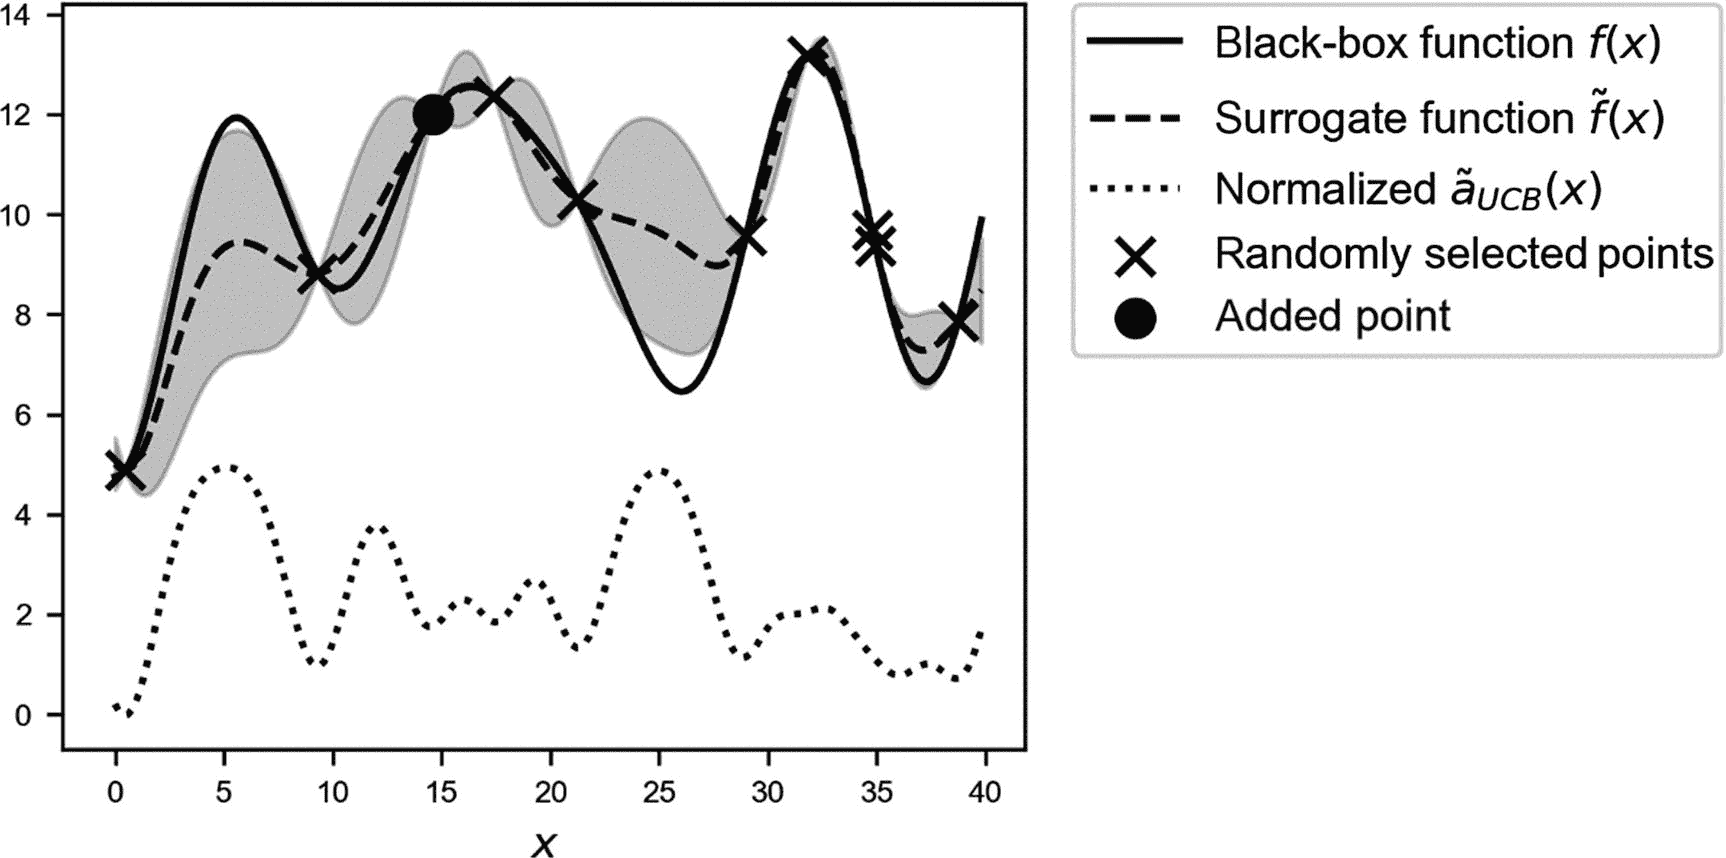 14
12
10
8
6
4
2
0
0 5 10 15 20 25 30 35 40
x
Black-box function f(x)
Surrogate function f̃(x)
Normalized ã_UCB(x)
Randomly selected points
Added point